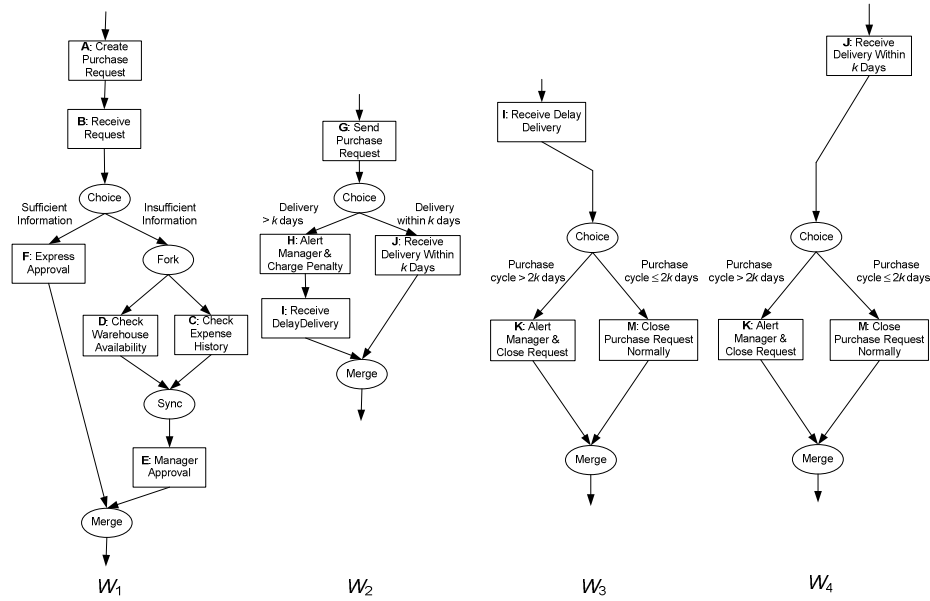 A: Create
Purchase
Request
B: Receive
Request
Choice
Sufficient
Information
Insufficient
Information
F: Express
Approval
Fork
D: Check
Warehouse
Availability
C: Check
Expense
History
Sync
E: Manager
Approval
Merge
W1
G: Send
Purchase
Request
Choice
Delivery
> k days
Delivery
within k days
H: Alert
Manager &
Charge Penalty
J: Receive
Delivery Within
k Days
I: Receive
DelayDelivery
Merge
W2
I: Receive Delay
Delivery
Choice
Purchase
cycle > 2k days
Purchase
cycle ≤ 2k days
K: Alert
Manager &
Close Request
M: Close
Purchase Request
Normally
Merge
W3
J: Receive
Delivery Within
k Days
Choice
Purchase
cycle > 2k days
Purchase
cycle ≤ 2k days
K: Alert
Manager &
Close Request
M: Close
Purchase Request
Normally
Merge
W4